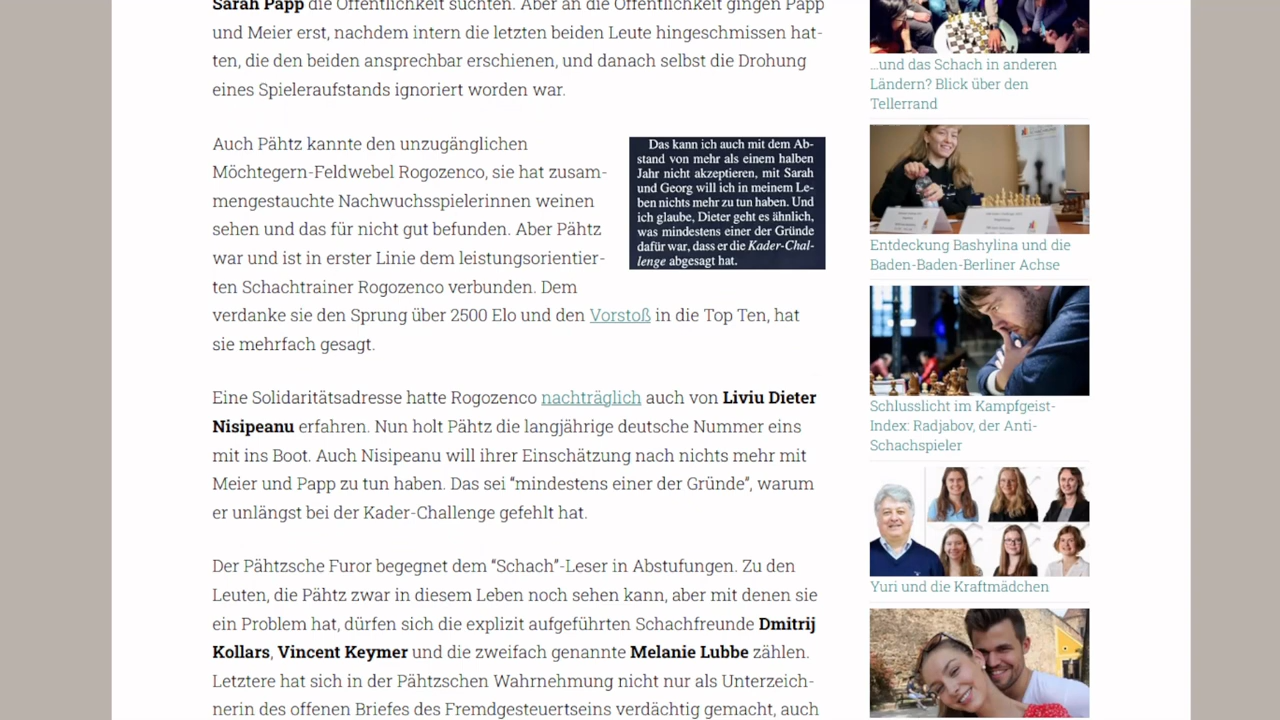 Sarah Papp die Öffentlichkeit suchten. Aber an die Öffentlichkeit gingen Papp
und Meier erst, nachdem intern die letzten beiden Leute hingeschmissen hat-
ten, die den beiden ansprechbar erschienen, und danach selbst die Drohung
eines Spieleraufstands ignoriert worden war.
Auch Pähtz kannte den unzugänglichen
Möchtegern-Feldwebel Rogozenco, sie hat zusam-
mengestauchte Nachwuchsspielerinnen weinen
sehen und das für nicht gut befunden. Aber Pähtz
war und ist in erster Linie dem leistungsorientier-
ten Schachtrainer Rogozenco verbunden. Dem
verdanke sie den Sprung über 2500 Elo und den Vorstoß in die Top Ten, hat
sie mehrfach gesagt.
Das kann ich auch mit dem Ab-
stand von mehr als einem halben
Jahr nicht akzeptieren, mit Sarah
und Georg will ich in meinem Le-
ben nichts mehr zu tun haben. Und
ich glaube, Dieter geht es ähnlich,
was mindestens einer der Gründe
dafür war, dass er die Kader-Chal-
lenge abgesagt hat.
Eine Solidaritätsadresse hatte Rogozenco nachträglich auch von Liviu Dieter
Nisipeanu erfahren. Nun holt Pähtz die langjährige deutsche Nummer eins
mit ins Boot. Auch Nisipeanu will ihrer Einschätzung nach nichts mehr mit
Meier und Papp zu tun haben. Das sei “mindestens einer der Gründe”, warum
er unlängst bei der Kader-Challenge gefehlt hat.
Der Pähtzsche Furor begegnet dem “Schach”-Leser in Abstufungen. Zu den
Leuten, die Pähtz zwar in diesem Leben noch sehen kann, aber mit denen sie
ein Problem hat, dürfen sich die explizit aufgeführten Schachfreunde Dmitrij
Kollars, Vincent Keymer und die zweifach genannte Melanie Lubbe zählen.
Letztere hat sich in der Pähtzschen Wahrnehmung nicht nur als Unterzeich-
nerin des offenen Briefes des Fremdgesteuertseins verdächtig gemacht, auch
…und das Schach in anderen
Ländern? Blick über den
Tellerrand
Entdeckung Bashylina und die
Baden-Baden-Berliner Achse
Schlusslicht im Kampfgeist-
Index: Radjabov, der Anti-
Schachspieler
Yuri und die Kraftmädchen